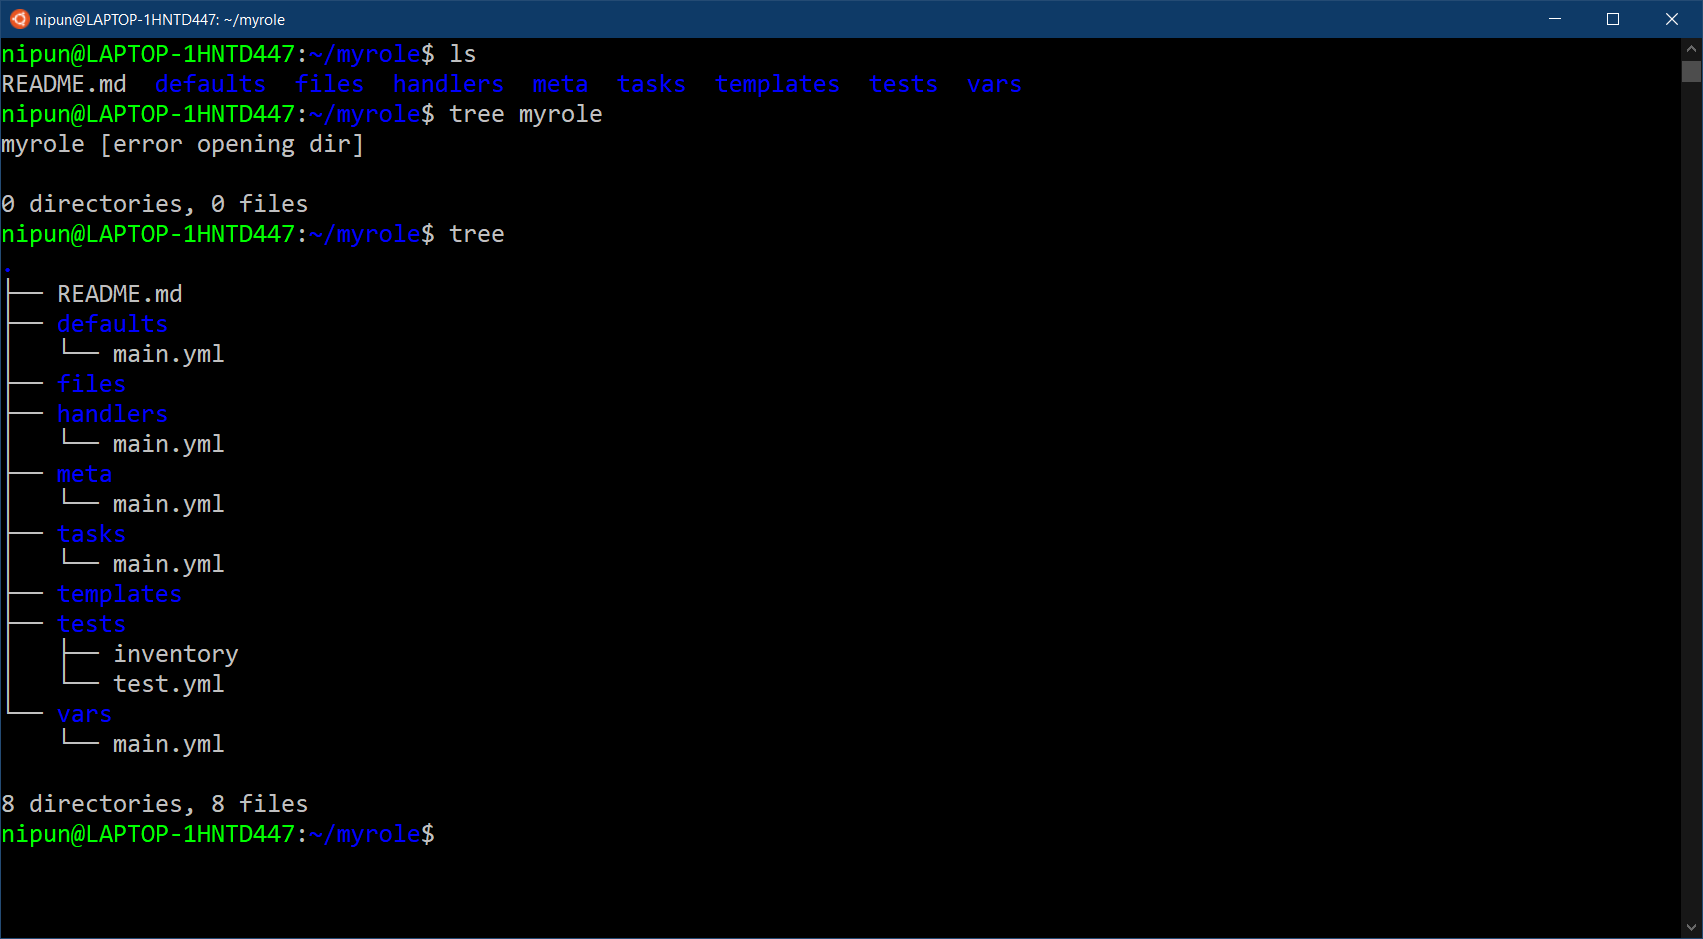 nipun@LAPTOP-1HNTD447: ~/myrole
nipun@LAPTOP-1HNTD447:~/myrole$ ls
README.md  defaults  files  handlers  meta  tasks  templates  tests  vars
nipun@LAPTOP-1HNTD447:~/myrole$ tree myrole
myrole [error opening dir]

0 directories, 0 files
nipun@LAPTOP-1HNTD447:~/myrole$ tree
.
├── README.md
├── defaults
│   └── main.yml
├── files
├── handlers
│   └── main.yml
├── meta
│   └── main.yml
├── tasks
│   └── main.yml
├── templates
├── tests
│   ├── inventory
│   └── test.yml
└── vars
    └── main.yml

8 directories, 8 files
nipun@LAPTOP-1HNTD447:~/myrole$